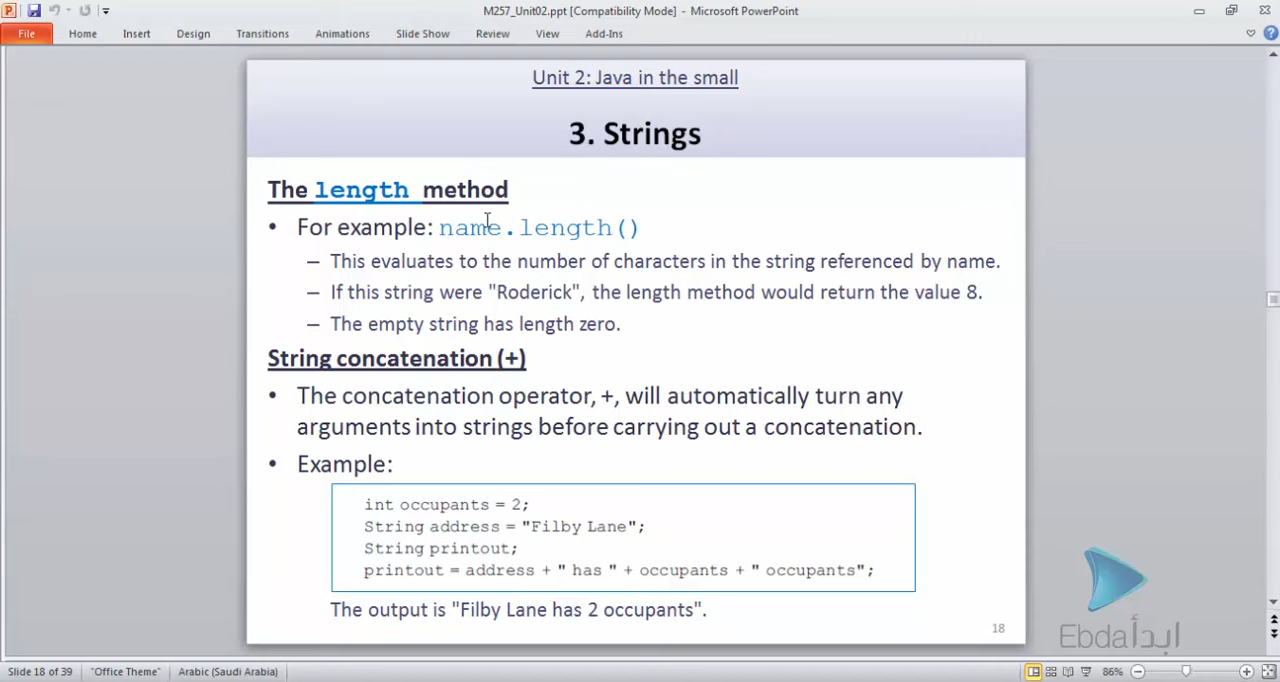 M257_Unit02.ppt [Compatibility Mode] - Microsoft PowerPoint
File Home Insert Design Transitions Animations Slide Show Review View Add-Ins
Unit 2: Java in the small
3. Strings
The length method
• For example: name.length()
– This evaluates to the number of characters in the string referenced by name.
– If this string were "Roderick", the length method would return the value 8.
– The empty string has length zero.
String concatenation (+)
• The concatenation operator, +, will automatically turn any
arguments into strings before carrying out a concatenation.
• Example:
int occupants = 2;
String address = "Filby Lane";
String printout;
printout = address + " has " + occupants + " occupants";
The output is "Filby Lane has 2 occupants".
18
Ebda ابدأ
Slide 18 of 39 "Office Theme" Arabic (Saudi Arabia) 86%